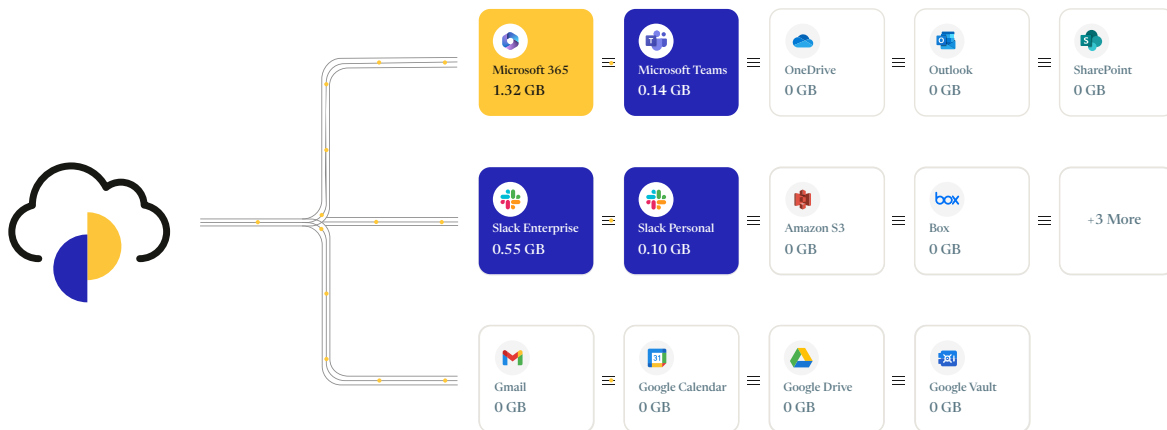 Microsoft 365
1.32 GB
Microsoft Teams
0.14 GB
OneDrive
0 GB
Outlook
0 GB
SharePoint
0 GB
Slack Enterprise
0.55 GB
Slack Personal
0.10 GB
Amazon S3
0 GB
box
Box
0 GB
+3 More
Gmail
0 GB
31
Google Calendar
0 GB
Google Drive
0 GB
Google Vault
0 GB